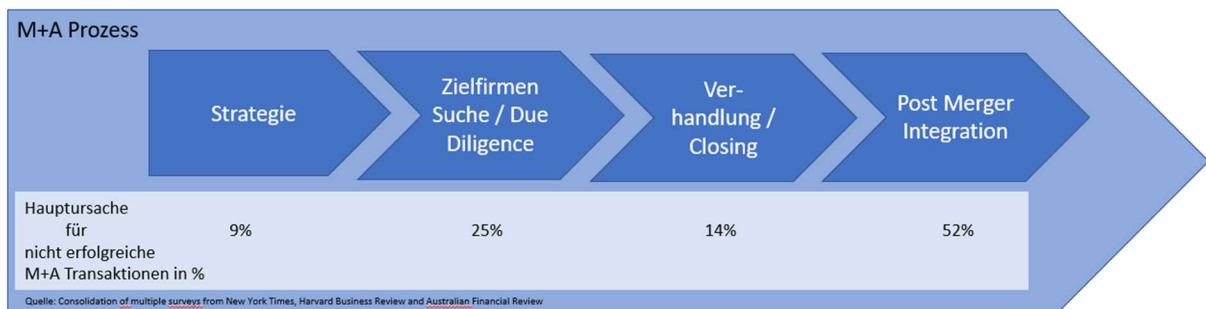 M+A Prozess
Strategie
Zielfirmen
Suche / Due
Diligence
Ver-
handlung /
Closing
Post Merger
Integration
Hauptursache
für
nicht erfolgreiche
M+A Transaktionen in %
9%
25%
14%
52%
Quelle: Consolidation of multiple surveys from New York Times, Harvard Business Review and Australian Financial Review